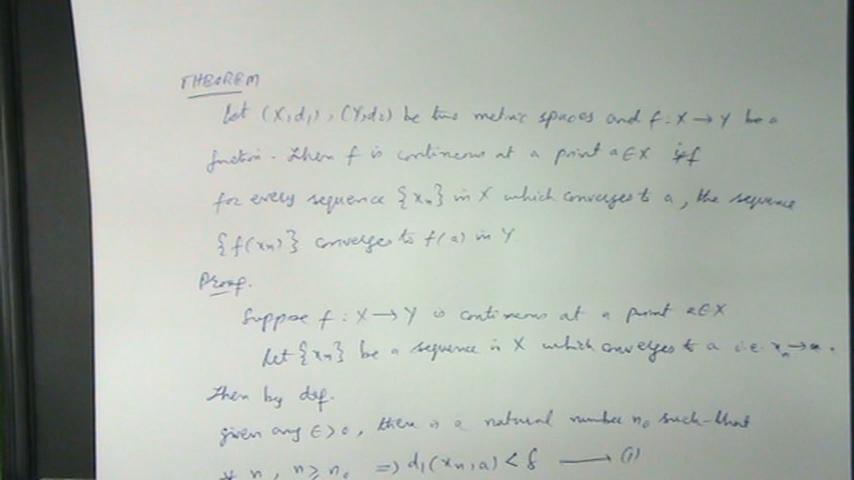 THEOREM
Let (X,d1), (Y,d2) be two metric spaces and f : X → Y be a
function. Then f is continuous at a point a∈X iff
for every sequence {xn} in X which converges to a, the sequence
{f(xn)} converges to f(a) in Y
Proof.
Suppose f : X → Y is continuous at a point a∈X
Let {xn} be a sequence in X which converges to a i.e. xn → a.
Then by def.
given any ε>0, there is a natural number n0 such-that
∀ n, n ≥ n0 ⇒ d1(xn,a) < δ —— (1)